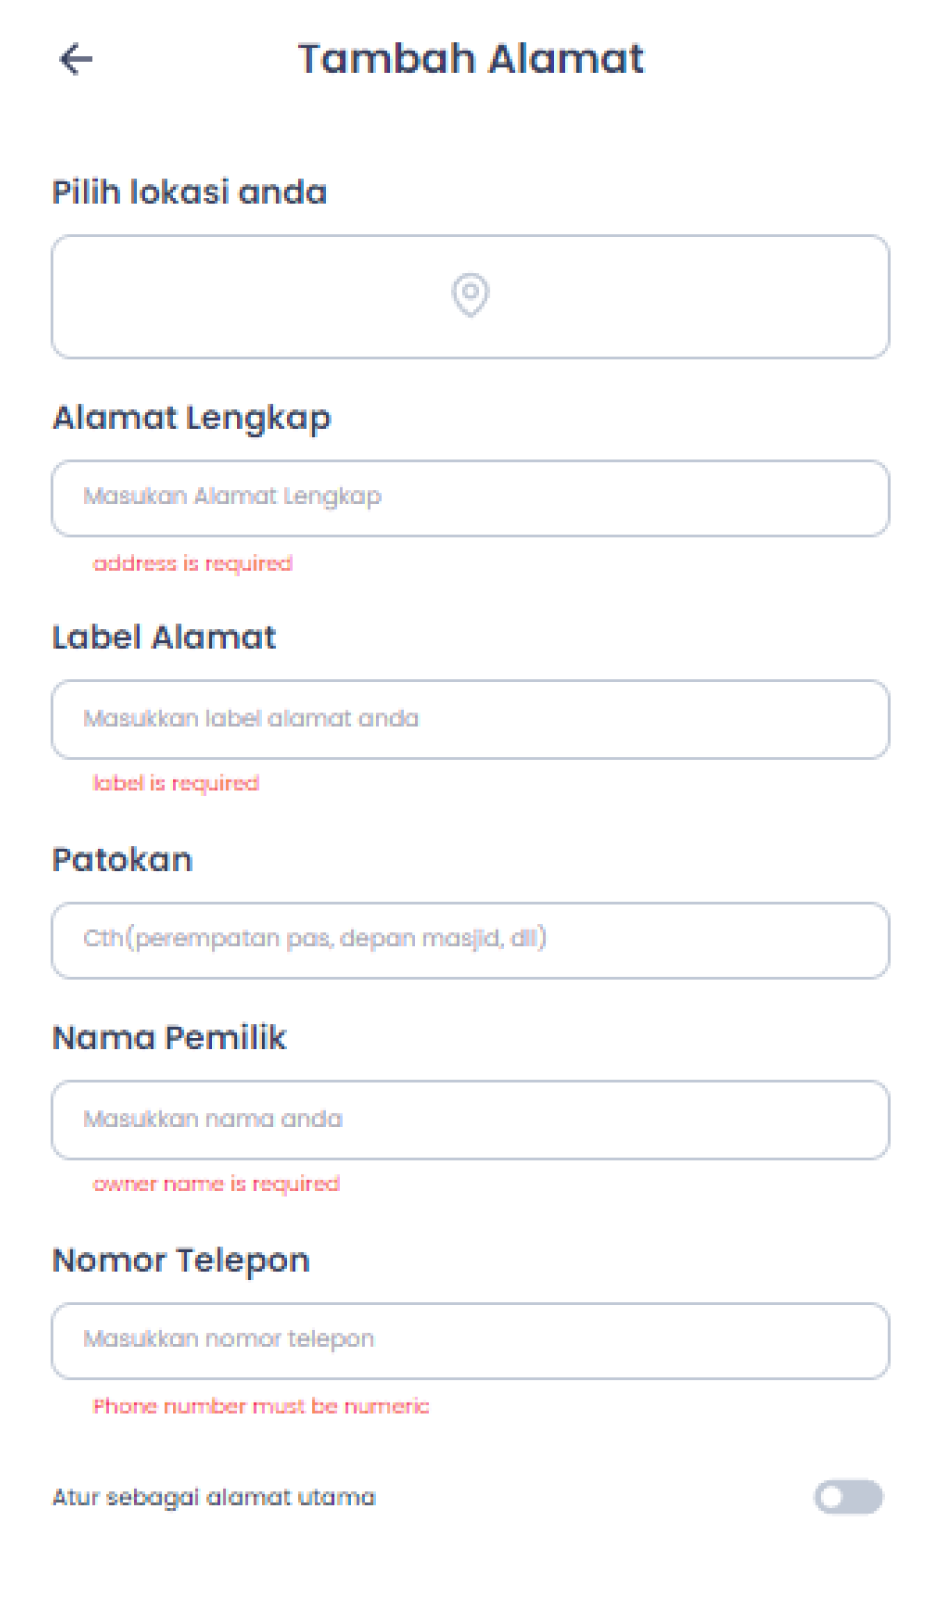 Tambah Alamat
Pilih lokasi anda
Alamat Lengkap
Masukan Alamat Lengkap
address is required
Label Alamat
Masukkan label alamat anda
label is required
Patokan
Cth(perempatan pas, depan masjid, dll)
Nama Pemilik
Masukkan nama anda
owner name is required
Nomor Telepon
Masukkan nomor telepon
Phone number must be numeric
Atur sebagai alamat utama